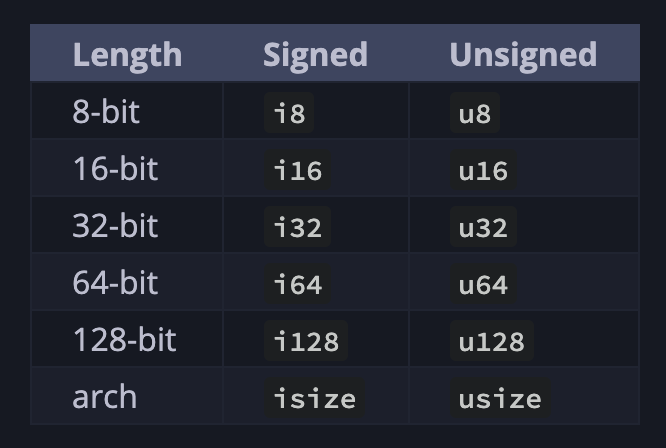 Length Signed Unsigned
8-bit i8 u8
16-bit i16 u16
32-bit i32 u32
64-bit i64 u64
128-bit i128 u128
arch isize usize